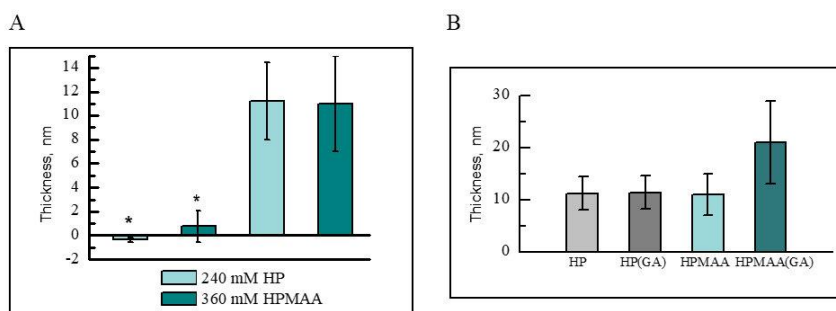 A
B
Thickness, nm
14
12
10
8
6
4
2
0
-2
*
*
240 mM HP
360 mM HPMAA
Thickness, nm
30
20
10
0
HP
HP(GA)
HPMAA
HPMAA(GA)